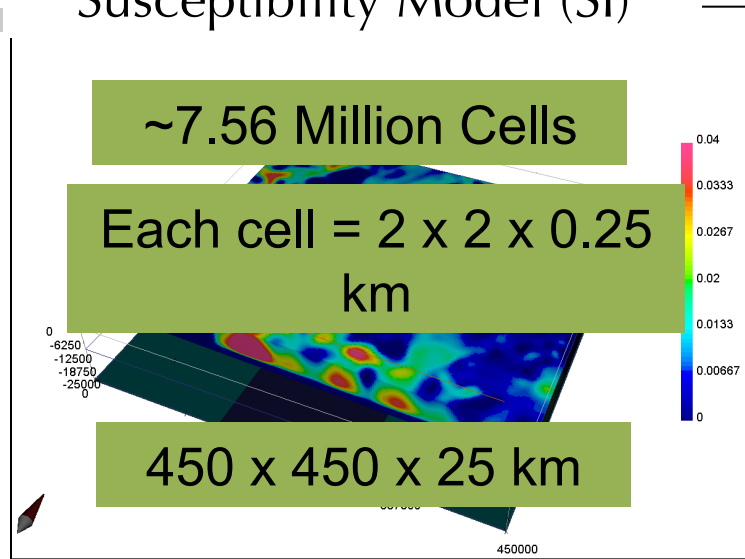 Susceptibility Model (SI)
~7.56 Million Cells
0.04
0.0333
Each cell = 2 x 2 x 0.25
km
0.0267
0.02
0.0133
0.00667
0
0
-6250
-12500
-18750
-25000
0
450 x 450 x 25 km
450000